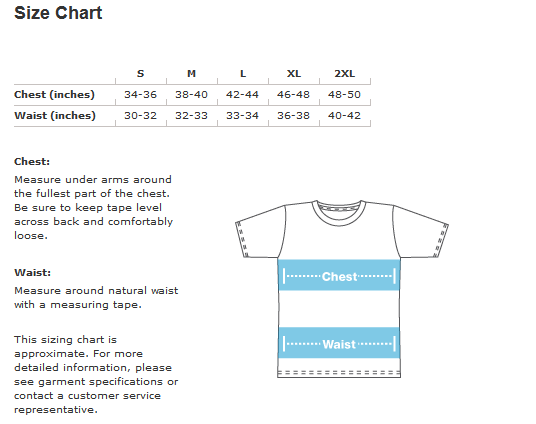 Size Chart
S M L XL 2XL
Chest (inches) 34-36 38-40 42-44 46-48 48-50
Waist (inches) 30-32 32-33 33-34 36-38 40-42
Chest:
Measure under arms around
the fullest part of the chest.
Be sure to keep tape level
across back and comfortably
loose.
Waist:
Measure around natural waist
with a measuring tape.
This sizing chart is
approximate. For more
detailed information, please
see garment specifications or
contact a customer service
representative.
Chest
Waist